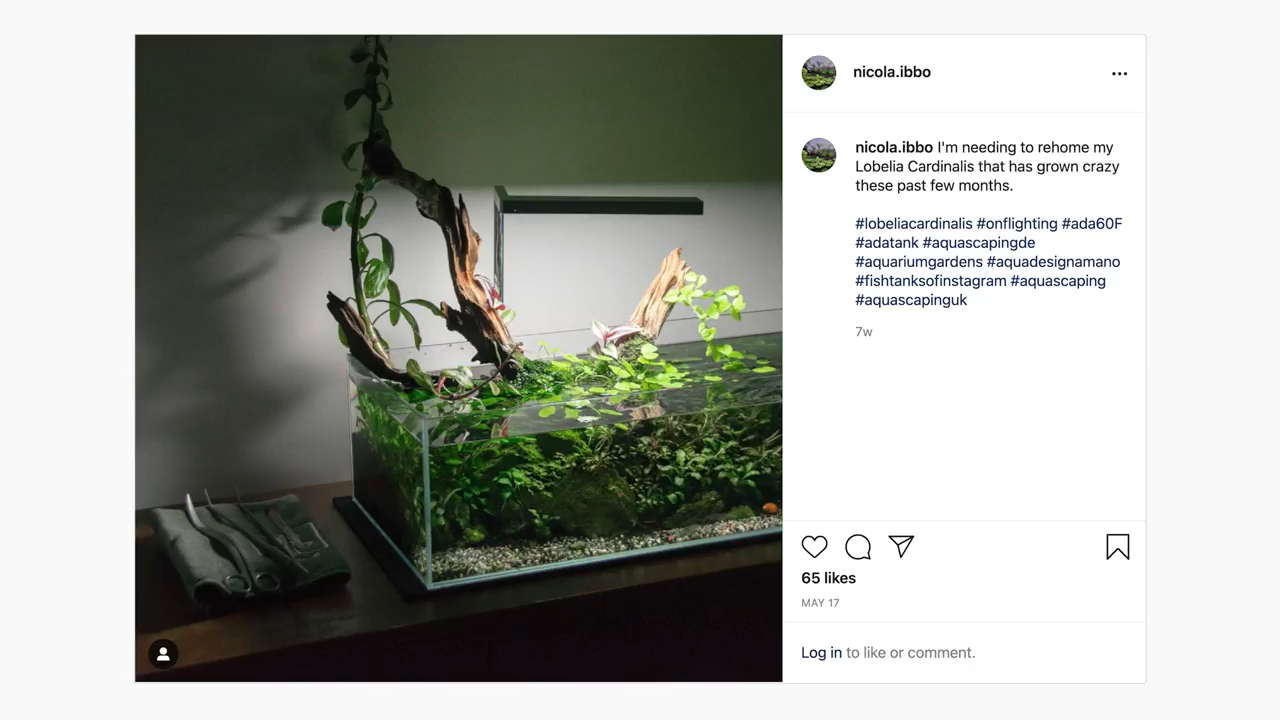 nicola.ibbo
nicola.ibbo I'm needing to rehome my
Lobelia Cardinalis that has grown crazy
these past few months.
#lobeliacardinalis #onflighting #ada60F
#adatank #aquascapingde
#aquariumgardens #aquadesignamano
#fishtanksofinstagram #aquascaping
#aquascapinguk
7w
65 likes
MAY 17
Log in to like or comment.